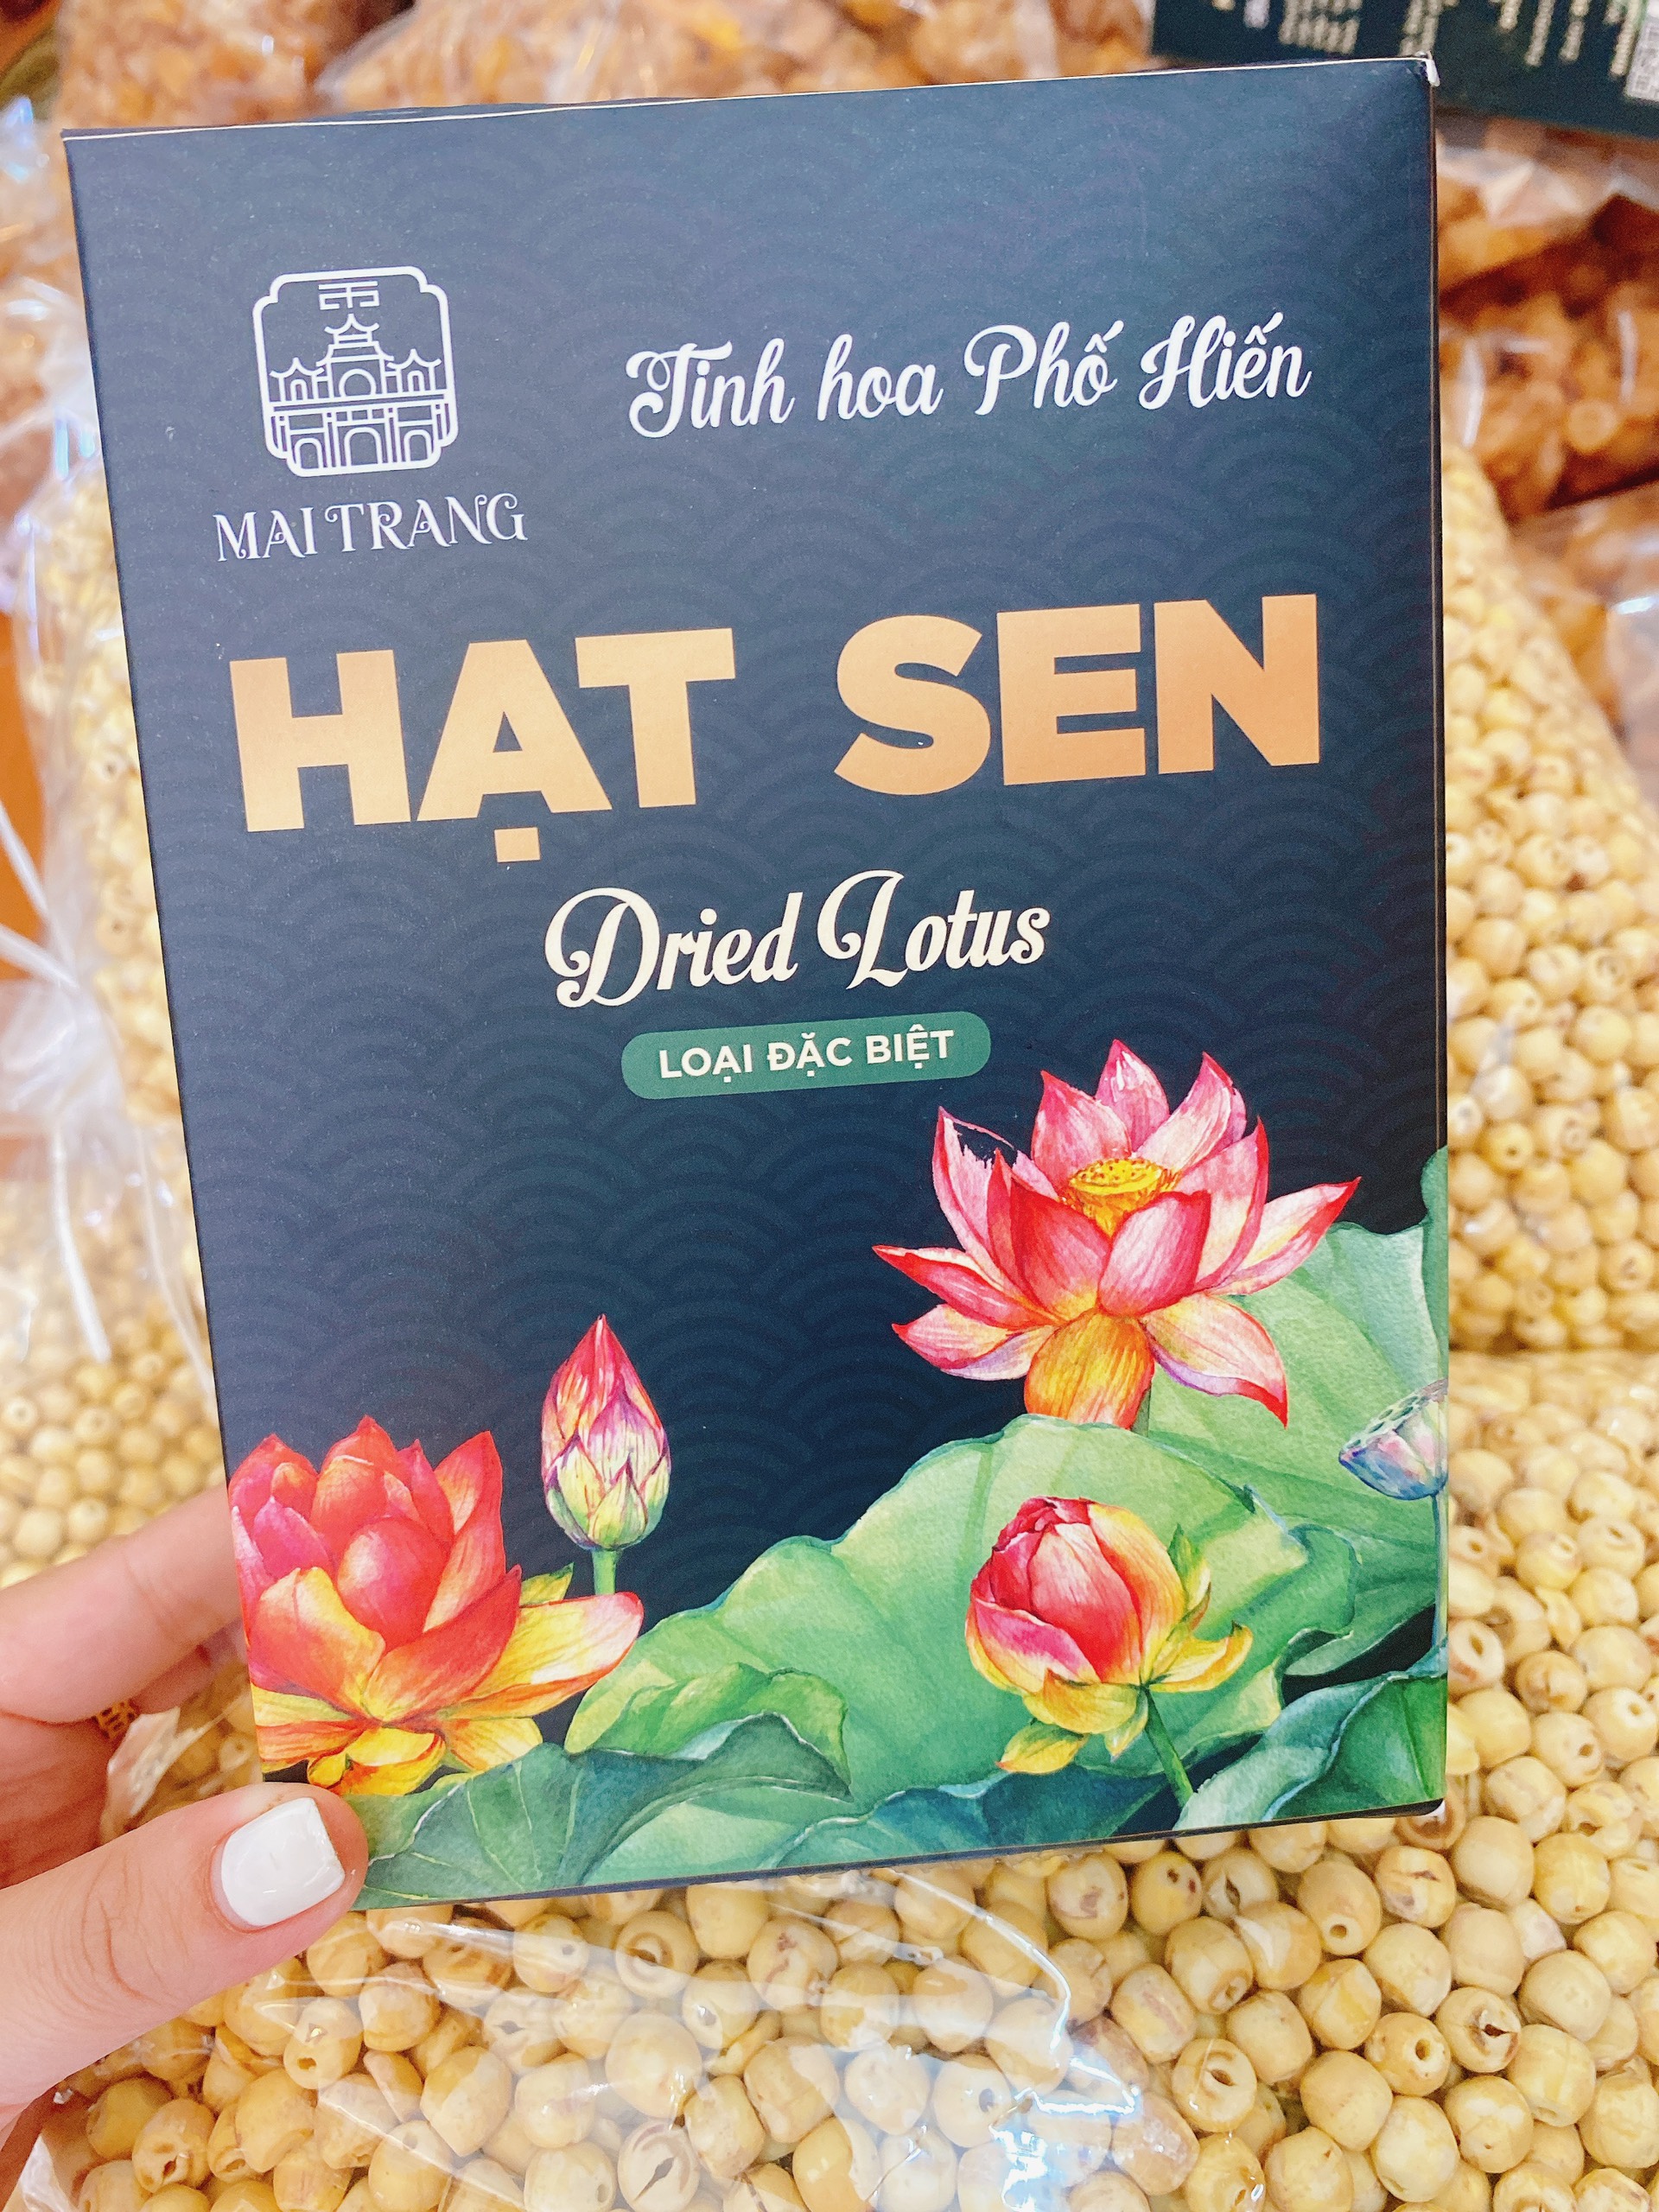 MAI TRANG
Tinh hoa Phố Hiến
HẠT SEN
Dried Lotus
LOẠI ĐẶC BIỆT